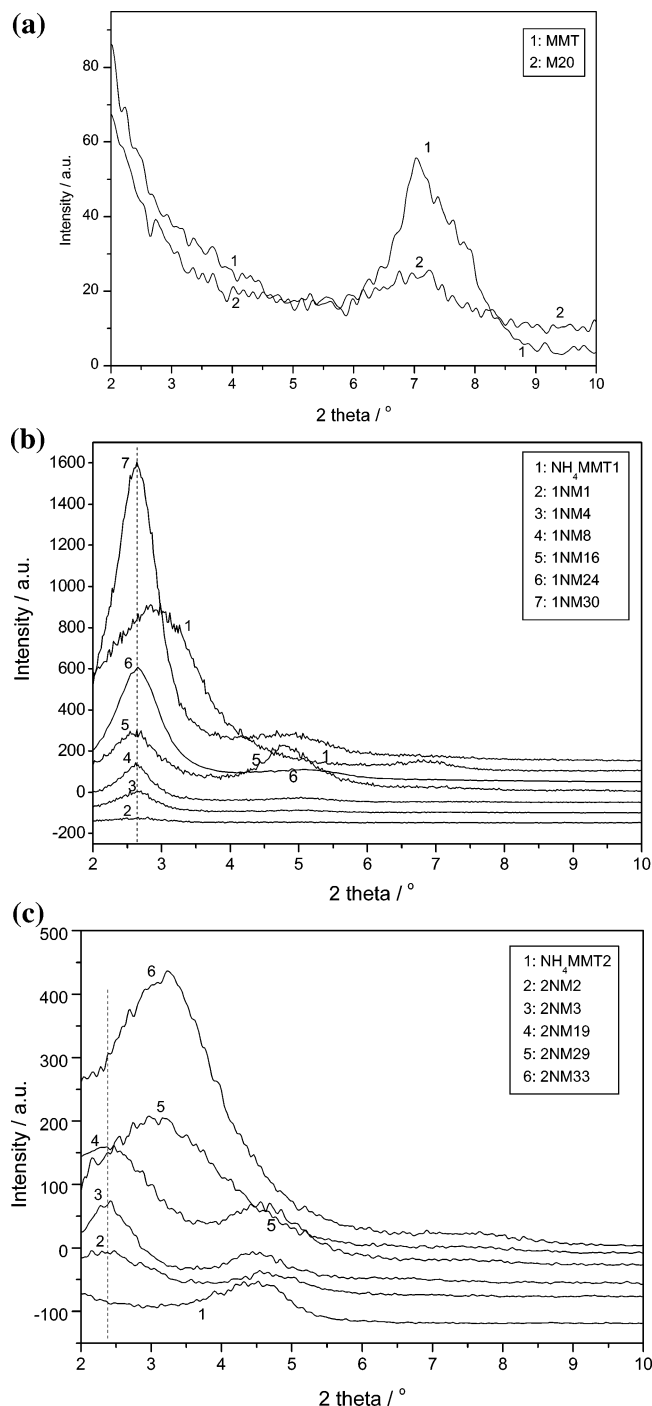 (a)
1: MMT
2: M20
80
60
40
20
0
Intensity / a.u.
1
1
2
2
2
1
2 3 4 5 6 7 8 9 10
2 theta / °
(b)
1: NH4MMT1
2: 1NM1
3: 1NM4
4: 1NM8
5: 1NM16
6: 1NM24
7: 1NM30
1600
1400
1200
1000
800
600
400
200
0
-200
Intensity / a.u.
7
1
6
5
4
3
2
5
6
1
2 3 4 5 6 7 8 9 10
2 theta / °
(c)
1: NH4MMT2
2: 2NM2
3: 2NM3
4: 2NM19
5: 2NM29
6: 2NM33
500
400
300
200
100
0
-100
Intensity / a.u.
6
5
4
3
2
5
1
2 3 4 5 6 7 8 9 10
2 theta / °